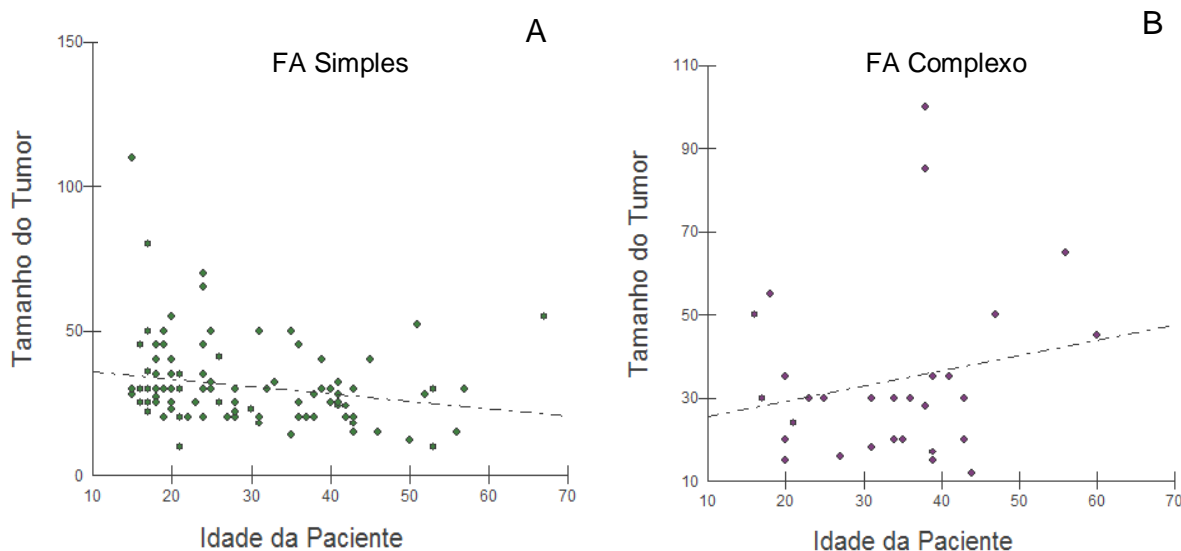 A
FA Simples
150
100
50
0
Tamanho do Tumor
10 20 30 40 50 60 70
Idade da Paciente
B
FA Complexo
110
90
70
50
30
10
Tamanho do Tumor
10 20 30 40 50 60 70
Idade da Paciente